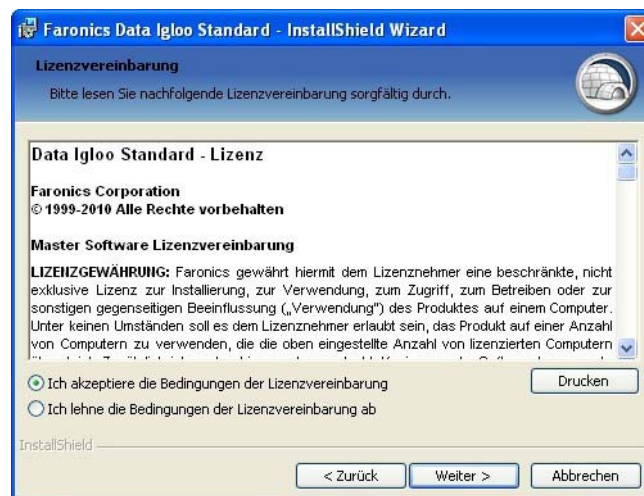 Faronics Data Igloo Standard - InstallShield Wizard
Lizenzvereinbarung
Bitte lesen Sie nachfolgende Lizenzvereinbarung sorgfältig durch.
Data Igloo Standard - Lizenz
Faronics Corporation
© 1999-2010 Alle Rechte vorbehalten
Master Software Lizenzvereinbarung
LIZENZGEWÄHRUNG: Faronics gewährt hiermit dem Lizenznehmer eine beschränkte, nicht
exklusive Lizenz zur Installierung, zur Verwendung, zum Zugriff, zum Betreiben oder zur
sonstigen gegenseitigen Beeinflussung („Verwendung") des Produktes auf einem Computer.
Unter keinen Umständen soll es dem Lizenznehmer erlaubt sein, das Produkt auf einer Anzahl
von Computern zu verwenden, die die oben eingestellte Anzahl von lizenzierten Computern
Ich akzeptiere die Bedingungen der Lizenzvereinbarung
Drucken
Ich lehne die Bedingungen der Lizenzvereinbarung ab
InstallShield
< Zurück
Weiter >
Abbrechen